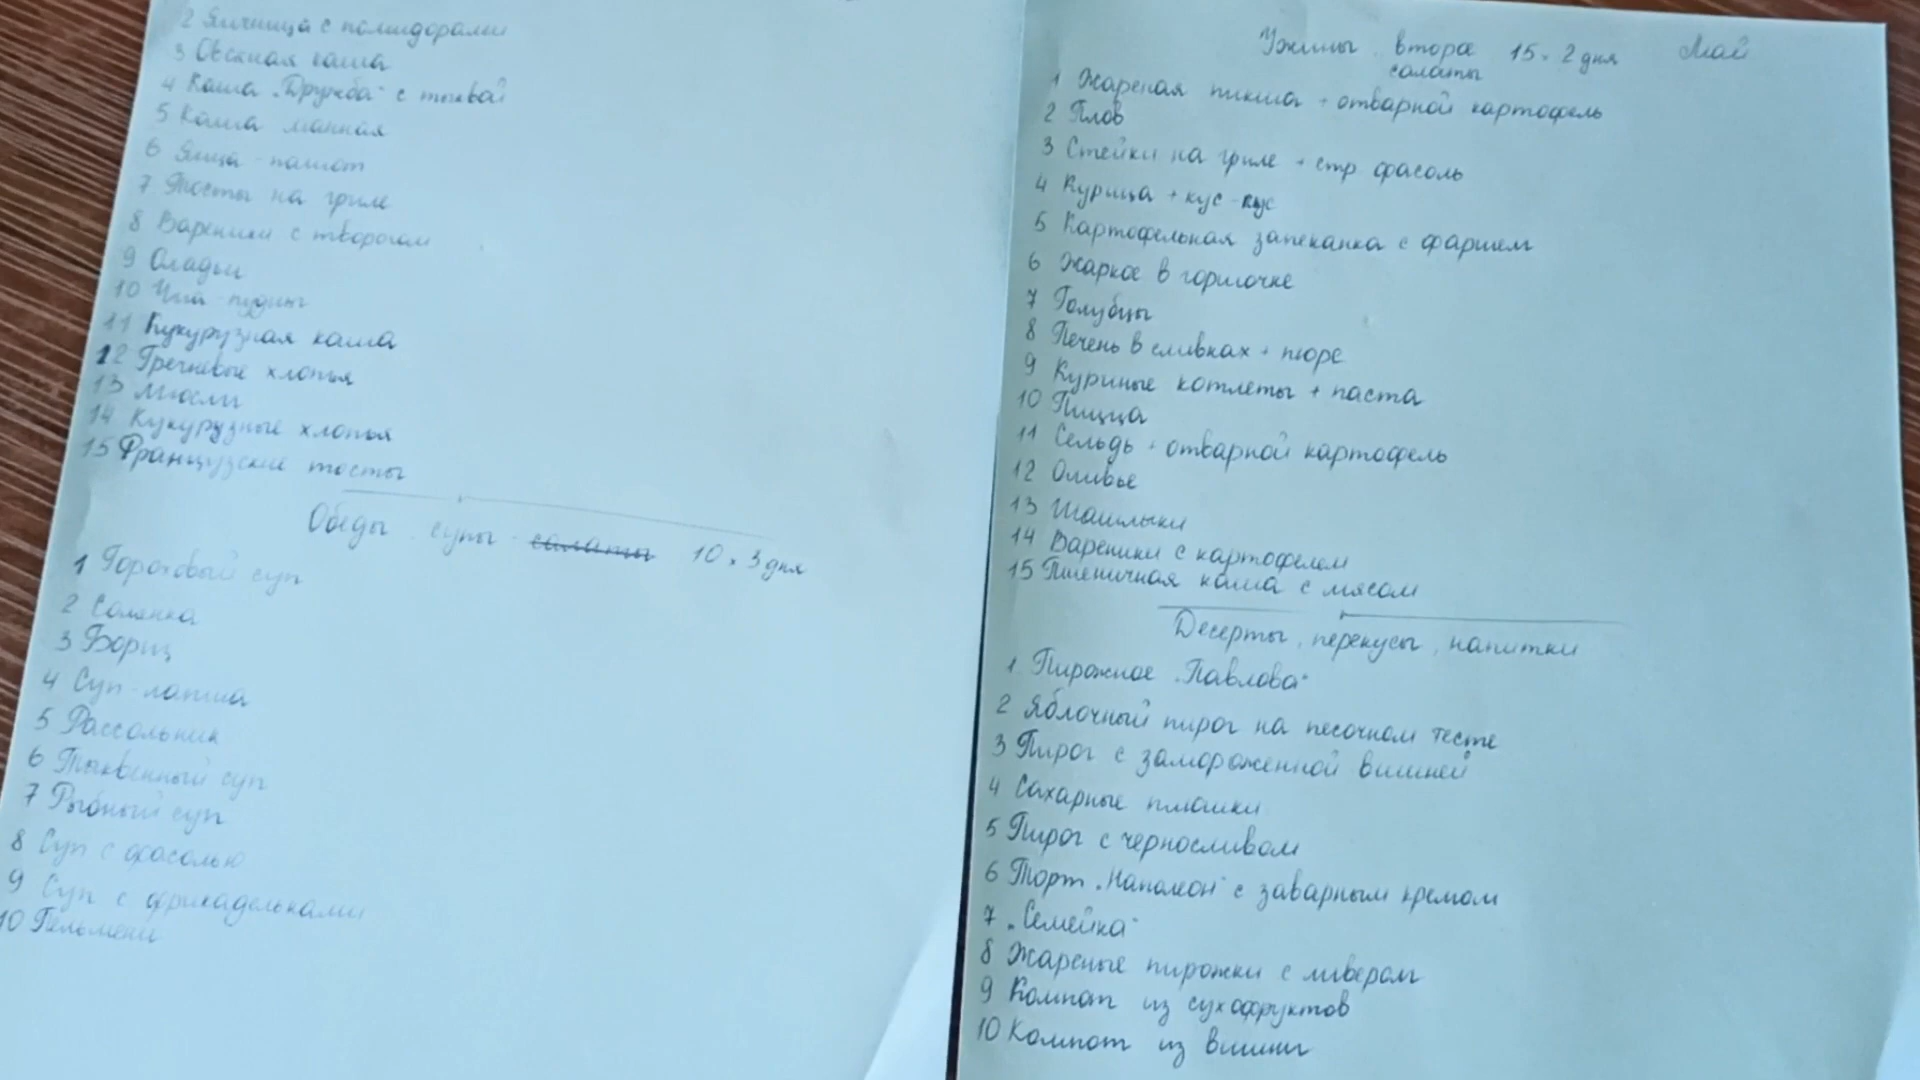 2 Яичница с помидорами
3 Овсяная каша
4 Каша „Дружба“ с тыквой
5 Каша манная
6 Яйца-пашот
7 Тосты на гриле
8 Вареники с творогом
9 Оладьи
10 Чиа-пудинг
11 Кукурузная каша
12 Гречневые хлопья
13 Мюсли
14 Кукурузные хлопья
15 Французские тосты
Обеды, супы - салаты 10 × 3 дня
1 Гороховый суп
2 Солянка
3 Борщ
4 Суп-лапша
5 Рассольник
6 Тыквенный суп
7 Рыбный суп
8 Суп с фасолью
9 Суп с фрикадельками
10 Пельмени
Ужины, второе 15 × 2 дня Май
салаты
1 Жареная пикша + отварной картофель
2 Плов
3 Стейки на гриле + стр фасоль
4 Курица + кус-кус
5 Картофельная запеканка с фаршем
6 Жаркое в горшочке
7 Голубцы
8 Печень в сливках + пюре
9 Куриные котлеты + паста
10 Пицца
11 Сельдь + отварной картофель
12 Оливье
13 Шашлыки
14 Вареники с картофелем
15 Пшеничная каша с мясом
Десерты, перекусы, напитки
1 Пирожное „Павлова“
2 Яблочный пирог на песочном тесте
3 Пирог с замороженной вишней
4 Сахарные плюшки
5 Пирог с черносливом
6 Торт „Наполеон“ с заварным кремом
7 „Семейка“
8 Жареные пирожки с ливером
9 Компот из сухофруктов
10 Компот из вишни